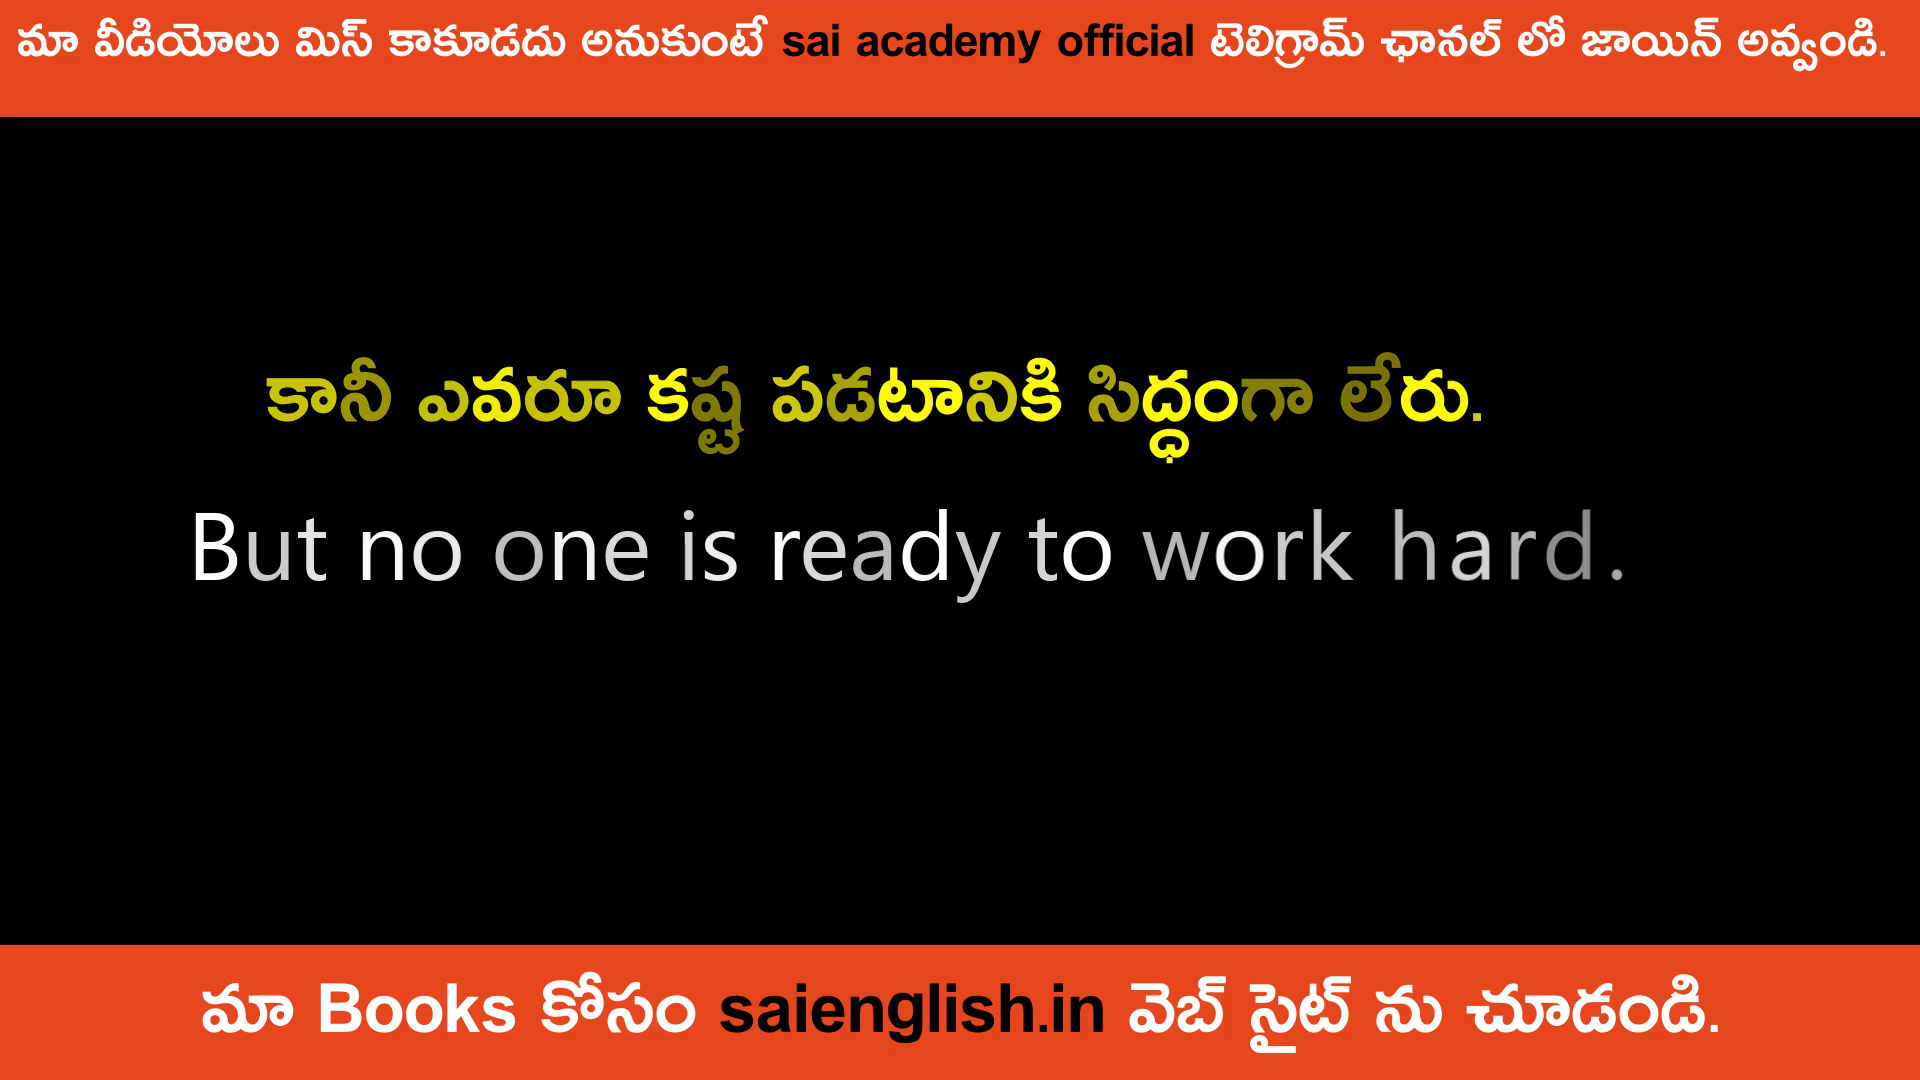 మా వీడియోలు మిస్ కాకూడదు అనుకుంటే sai academy official టెలిగ్రామ్ ఛానల్ లో జాయిన్ అవ్వండి.
కానీ ఎవరూ కష్ట పడటానికి సిద్ధంగా లేరు.
But no one is ready to work hard.
మా Books కోసం saienglish.in వెబ్ సైట్ ను చూడండి.